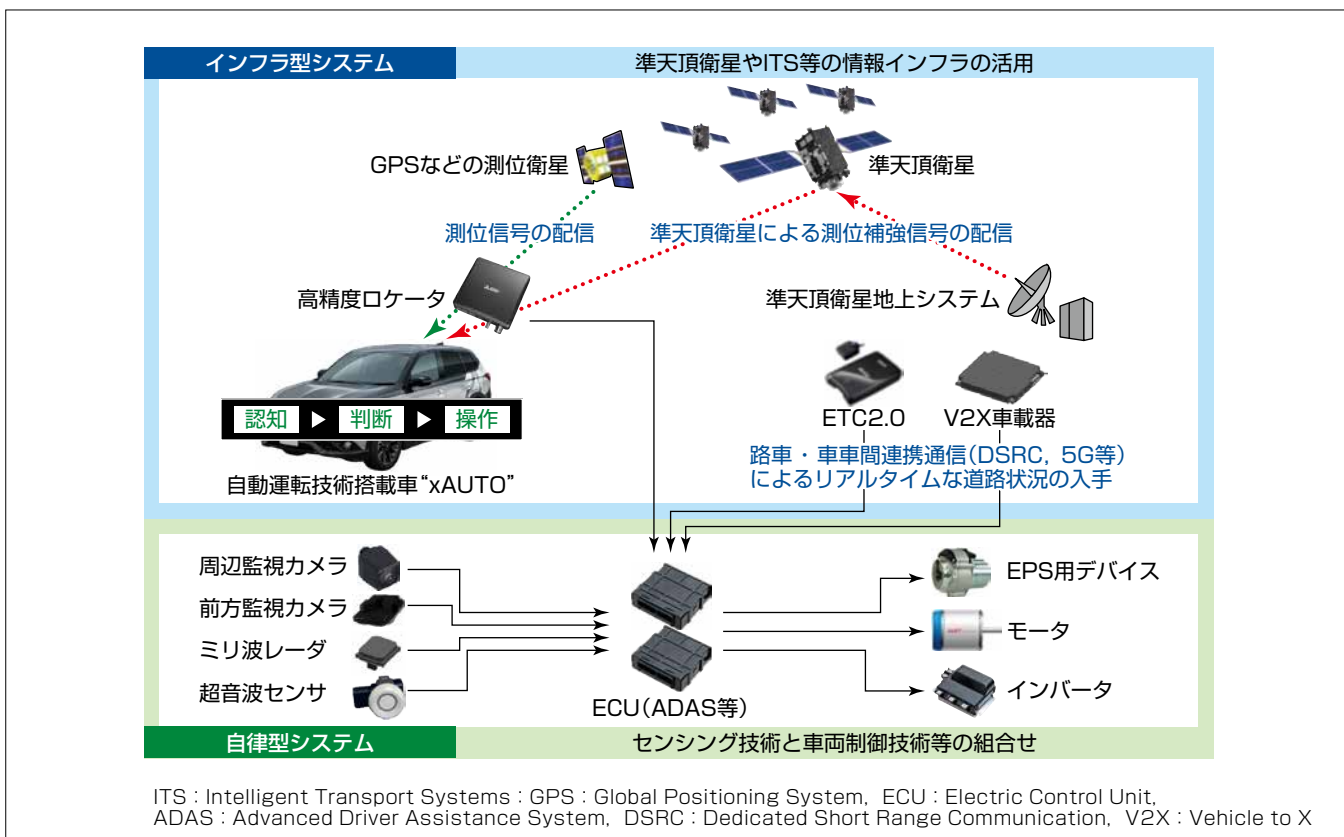 インフラ型システム
準天頂衛星やITS等の情報インフラの活用
GPSなどの測位衛星
準天頂衛星
測位信号の配信
準天頂衛星による測位補強信号の配信
高精度ロケータ
準天頂衛星地上システム
認知 ▶ 判断 ▶ 操作
ETC2.0
V2X車載器
自動運転技術搭載車“xAUTO”
路車・車車間連携通信(DSRC, 5G等)
によるリアルタイムな道路状況の入手
周辺監視カメラ
前方監視カメラ
ミリ波レーダ
超音波センサ
ECU(ADAS等)
EPS用デバイス
モータ
インバータ
自律型システム
センシング技術と車両制御技術等の組合せ
ITS : Intelligent Transport Systems : GPS : Global Positioning System, ECU : Electric Control Unit,
ADAS : Advanced Driver Assistance System, DSRC : Dedicated Short Range Communication, V2X : Vehicle to X